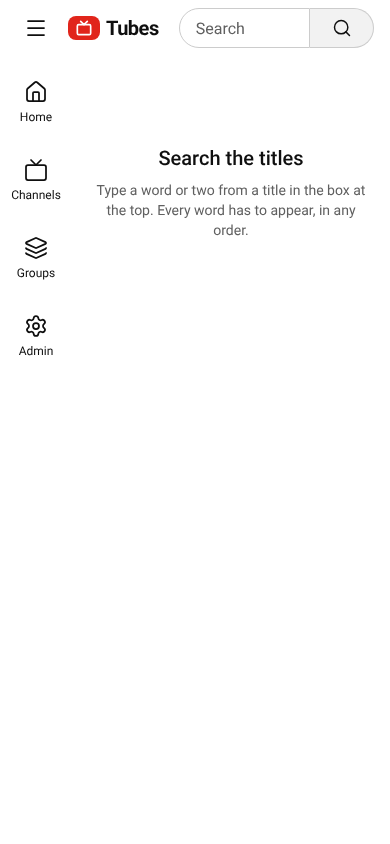 Tubes
Search
Home
Channels
Groups
Admin
Search the titles
Type a word or two from a title in the box at
the top. Every word has to appear, in any
order.